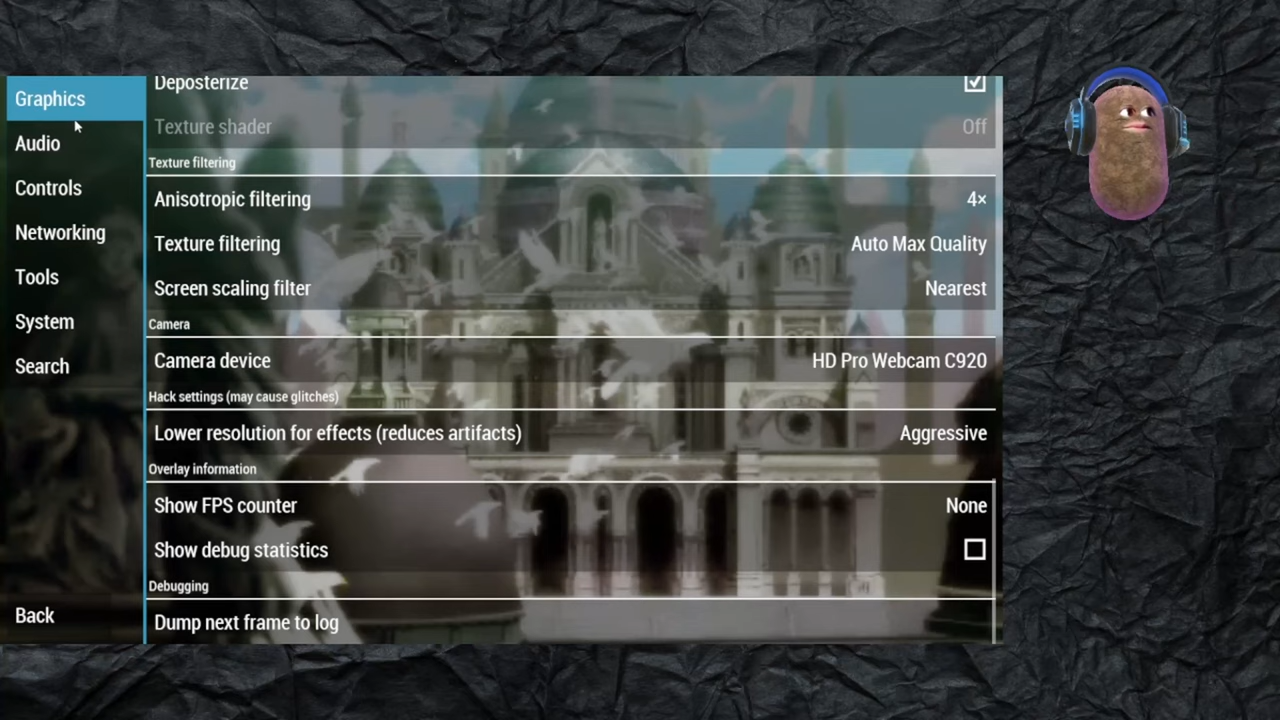 Graphics
Audio
Controls
Networking
Tools
System
Search
Back
Deposterize
Texture shader Off
Texture filtering
Anisotropic filtering 4×
Texture filtering Auto Max Quality
Screen scaling filter Nearest
Camera
Camera device HD Pro Webcam C920
Hack settings (may cause glitches)
Lower resolution for effects (reduces artifacts) Aggressive
Overlay information
Show FPS counter None
Show debug statistics
Debugging
Dump next frame to log